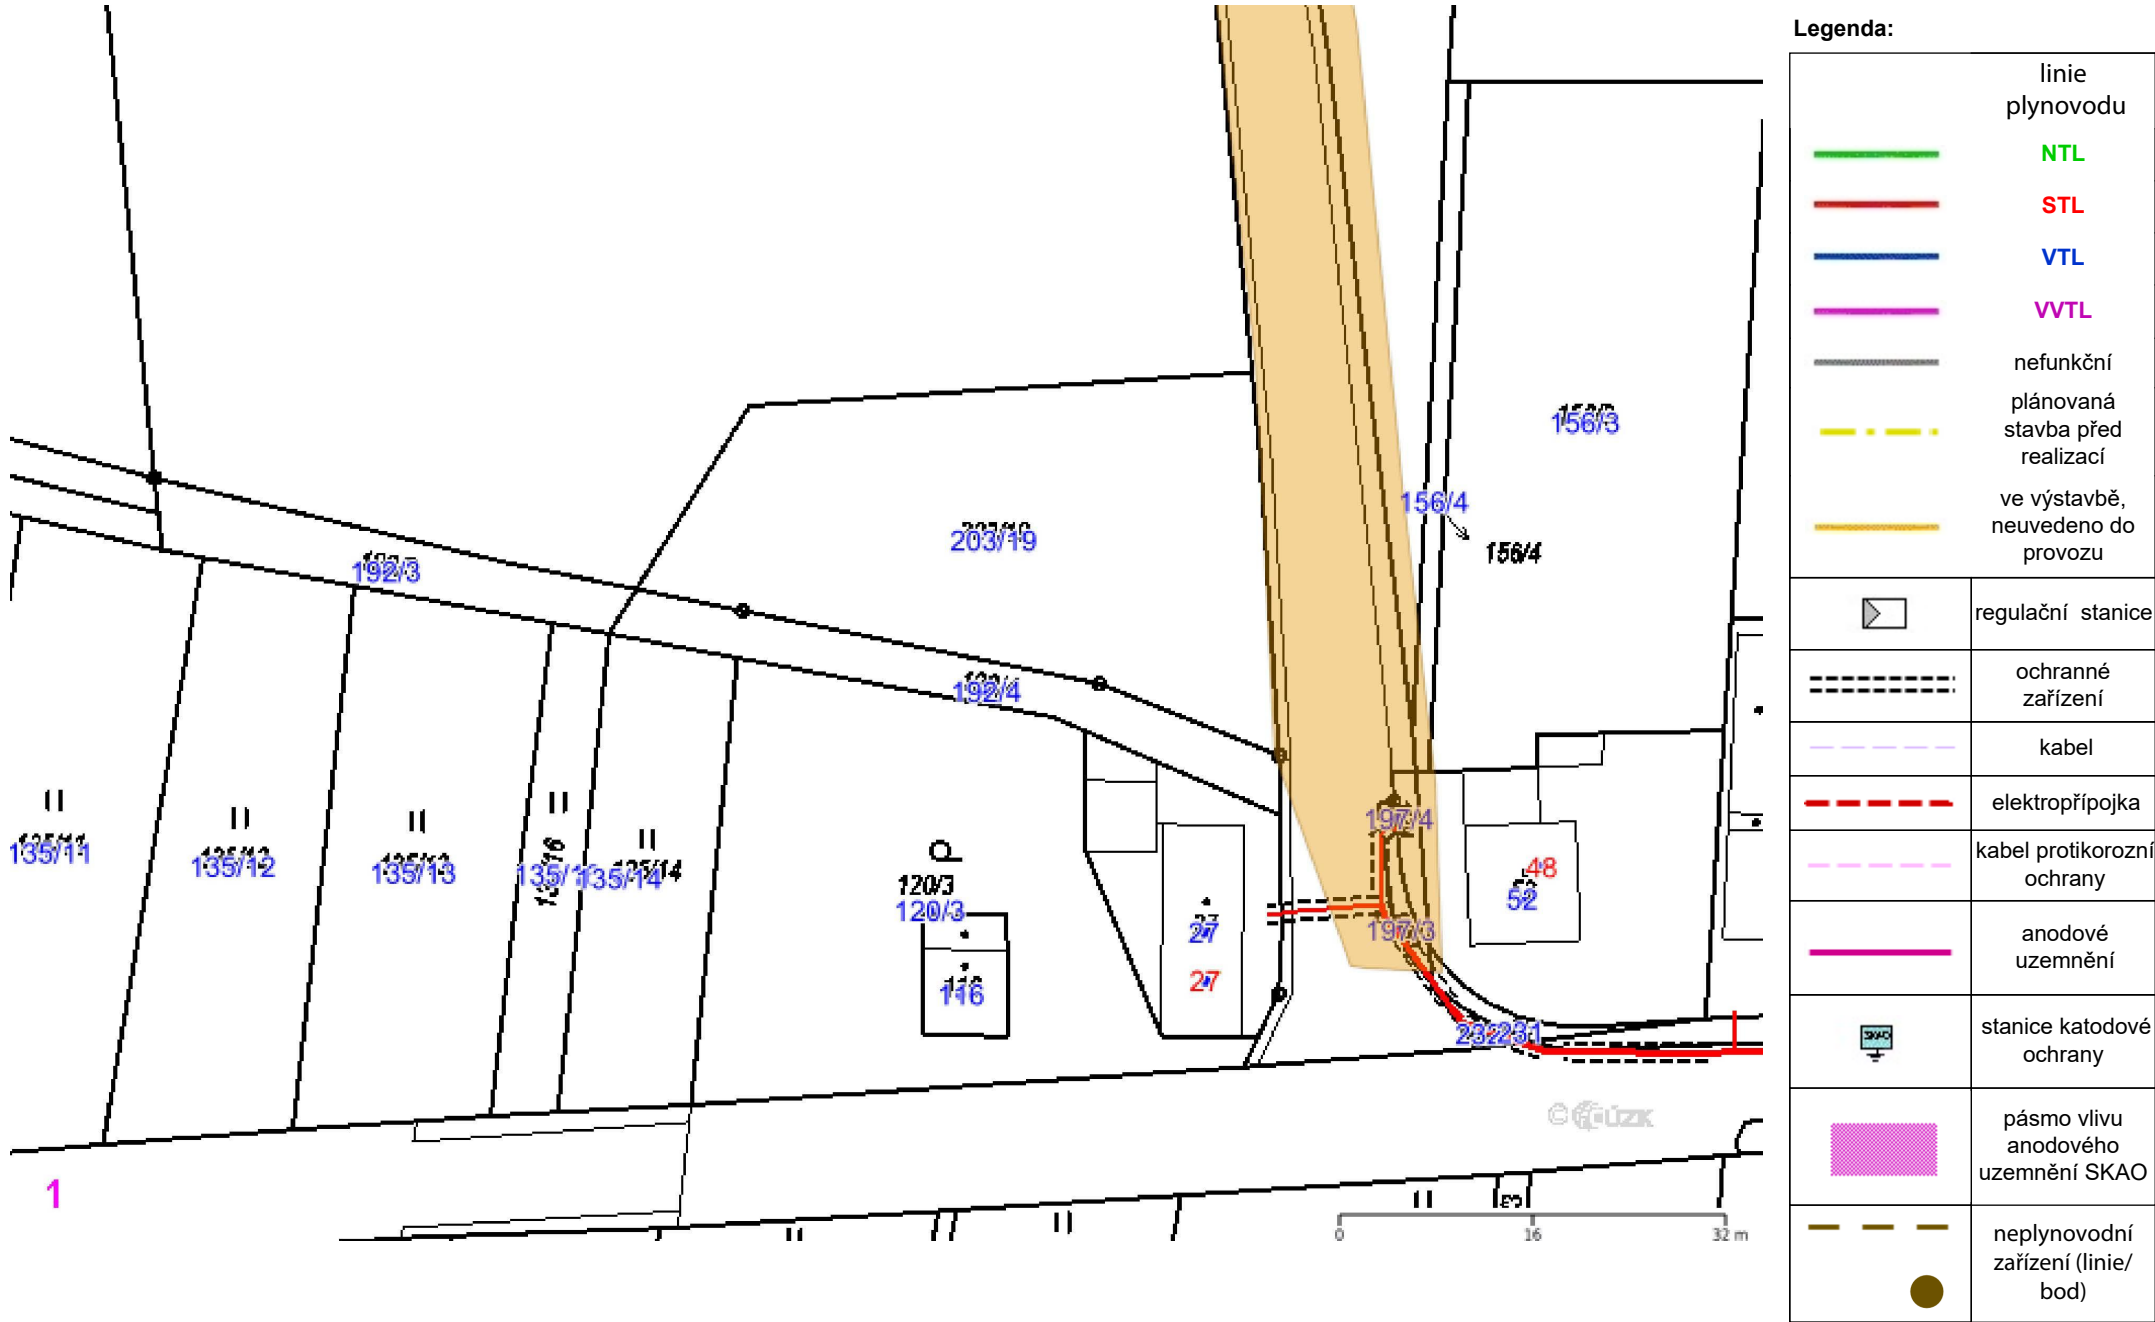 Legenda:
linie
plynovodu
NTL
STL
VTL
VVTL
nefunkční
plánovaná
stavba před
realizací
ve výstavbě,
neuvedeno do
provozu
regulační stanice
ochranné
zařízení
kabel
elektropřípojka
kabel protikorozní
ochrany
anodové
uzemnění
stanice katodové
ochrany
pásmo vlivu
anodového
uzemnění SKAO
neplynovodní
zařízení (linie/
bod)
156/3
156/4
156/4
203/19
192/3
192/4
197/4
135/11
135/12
135/13
135/14
120/3
120/3
48
52
27
27
197/3
116
232
231
© ČÚZK
1
0 16 32 m